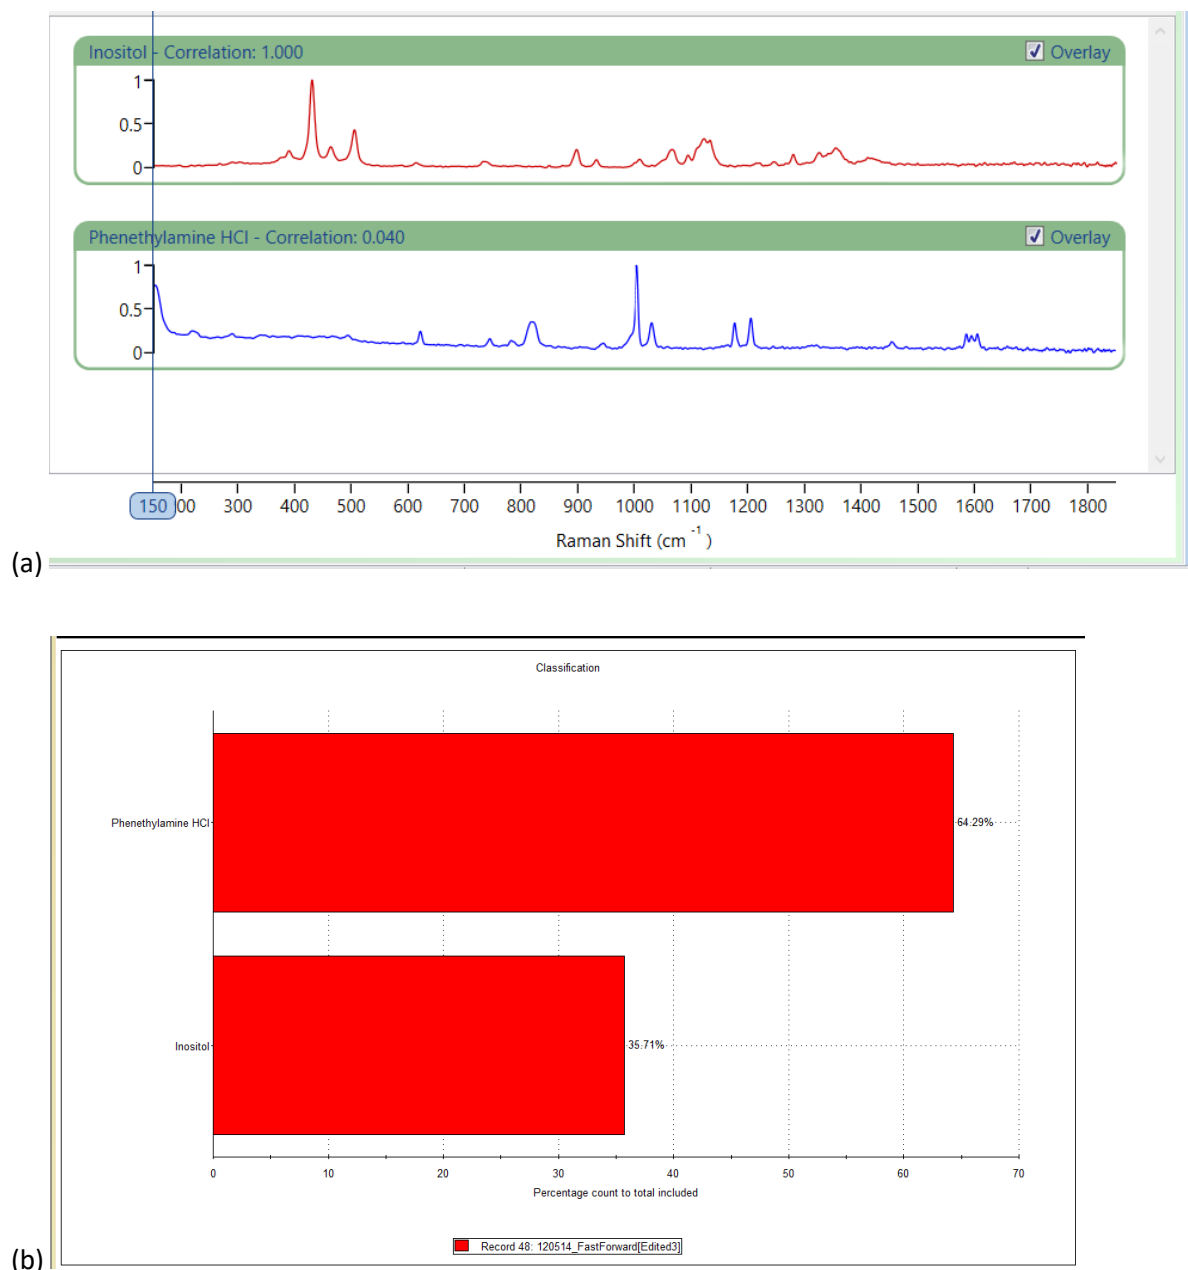 Inositol - Correlation: 1.000 Overlay
1
0.5
0
Phenethylamine HCl - Correlation: 0.040 Overlay
1
0.5
0
150 00 300 400 500 600 700 800 900 1000 1100 1200 1300 1400 1500 1600 1700 1800
Raman Shift (cm -1 )
(a)
Classification
Phenethylamine HCl 64.29%
Inositol 35.71%
0 10 20 30 40 50 60 70
Percentage count to total included
Record 48: 120514_FastForward[Edited3]
(b)